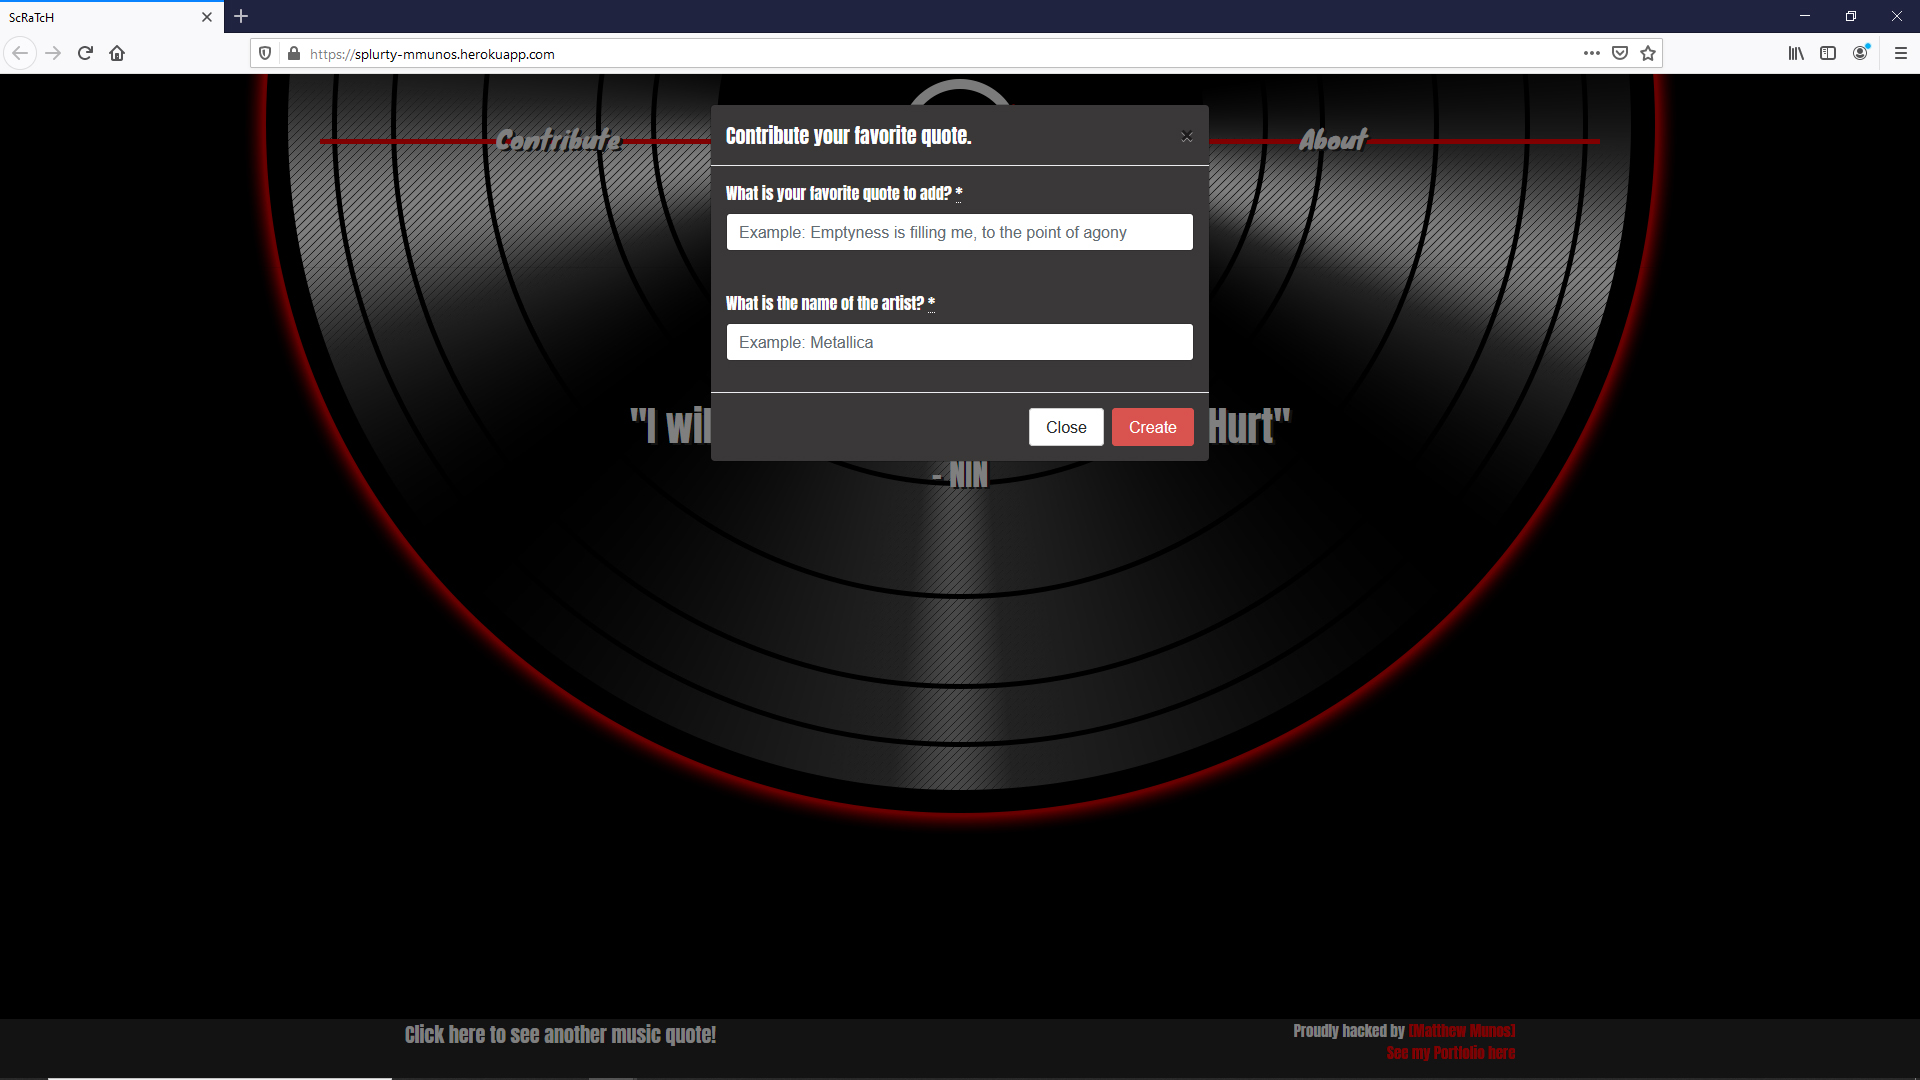 ScRaTcH
https://splurty-mmunos.herokuapp.com
Contribute
About
Contribute your favorite quote.
×
What is your favorite quote to add? *
Example: Emptyness is filling me, to the point of agony
What is the name of the artist? *
Example: Metallica
Close
Create
"I wil
Hurt"
- NIN
Click here to see another music quote!
Proudly hacked by [Matthew Munos]
See my Portfolio here